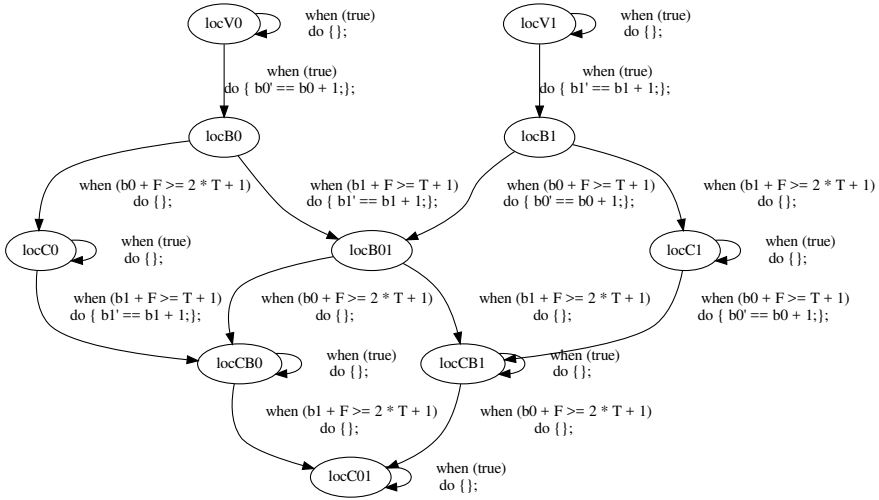 locV0
when (true)
do {};
locV1
when (true)
do {};
when (true)
do { b0' == b0 + 1;};
when (true)
do { b1' == b1 + 1;};
locB0
locB1
when (b0 + F >= 2 * T + 1)
do {};
when (b1 + F >= T + 1)
do { b1' == b1 + 1;};
when (b0 + F >= T + 1)
do { b0' == b0 + 1;};
when (b1 + F >= 2 * T + 1)
do {};
locC0
when (true)
do {};
locB01
locC1
when (true)
do {};
when (b1 + F >= T + 1)
do { b1' == b1 + 1;};
when (b0 + F >= 2 * T + 1)
do {};
when (b1 + F >= 2 * T + 1)
do {};
when (b0 + F >= T + 1)
do { b0' == b0 + 1;};
locCB0
when (true)
do {};
locCB1
when (true)
do {};
when (b1 + F >= 2 * T + 1)
do {};
when (b0 + F >= 2 * T + 1)
do {};
locC01
when (true)
do {};